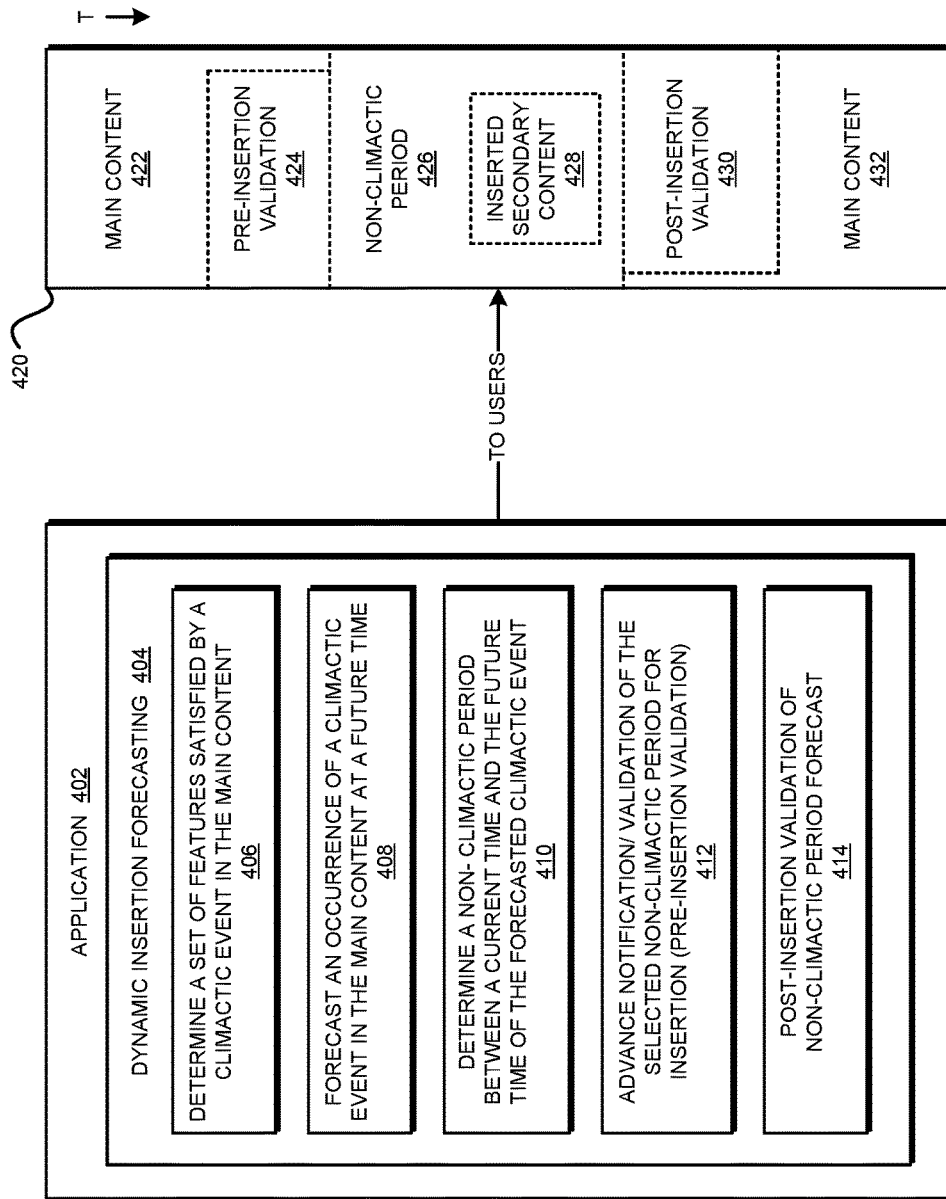 APPLICATION 402
DYNAMIC INSERTION FORECASTING 404
DETERMINE A SET OF FEATURES SATISFIED BY A
CLIMACTIC EVENT IN THE MAIN CONTENT
406
FORECAST AN OCCURRENCE OF A CLIMACTIC
EVENT IN THE MAIN CONTENT AT A FUTURE TIME
408
DETERMINE A NON- CLIMACTIC PERIOD
BETWEEN A CURRENT TIME AND THE FUTURE
TIME OF THE FORECASTED CLIMACTIC EVENT
410
ADVANCE NOTIFICATION/ VALIDATION OF THE
SELECTED NON-CLIMACTIC PERIOD FOR
INSERTION (PRE-INSERTION VALIDATION)
412
POST-INSERTION VALIDATION OF
NON-CLIMACTIC PERIOD FORECAST
414
TO USERS
420
T
MAIN CONTENT
422
PRE-INSERTION
VALIDATION
424
NON-CLIMACTIC
PERIOD
426
INSERTED
SECONDARY
CONTENT
428
POST-INSERTION
VALIDATION
430
MAIN CONTENT
432